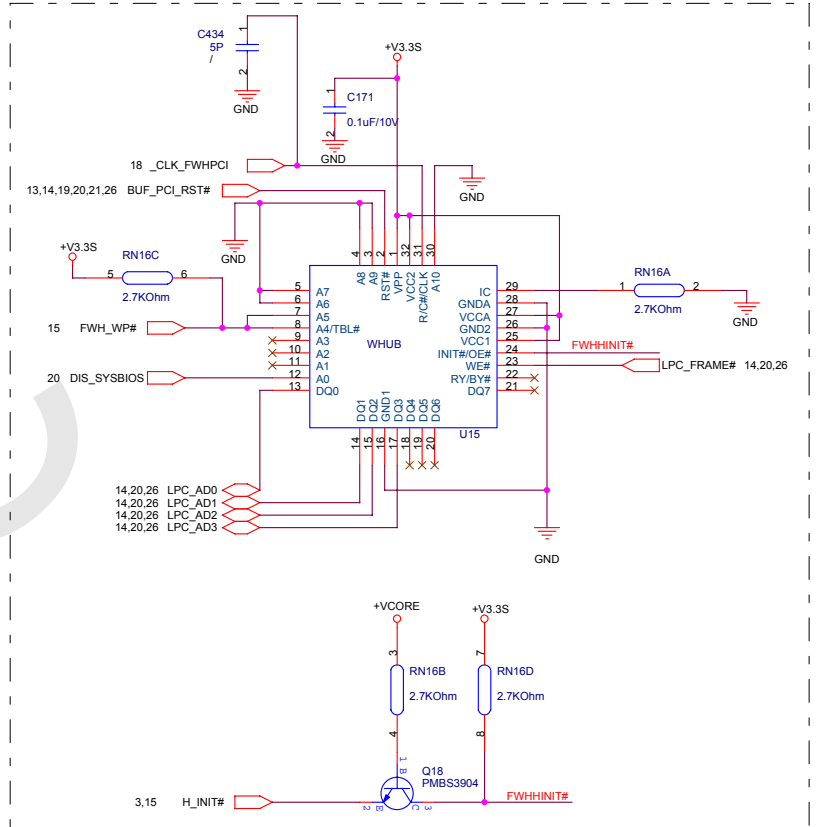 C434
5P
/
1
2
GND
+V3.3S
1
C171
0.1uF/10V
2
GND
18 _CLK_FWHPCI
13,14,19,20,21,26 BUF_PCI_RST#
GND
GND
+V3.3S
RN16C
5
6
2.7KOhm
15 FWH_WP#
20 DIS_SYSBIOS
4 3 2 1 32 31 30
A8 A9 RST# VPP VCC2 R/C#/CLK A10
5 A7
6 A6
7 A5
8 A4/TBL#
9 A3
10 A2
11 A1
12 A0
13 DQ0
WHUB
IC 29
GNDA 28
VCCA 27
GND2 26
VCC1 25
INIT#/OE# 24
WE# 23
RY/BY# 22
DQ7 21
DQ1 DQ2 GND1 DQ3 DQ4 DQ5 DQ6
14 15 16 17 18 19 20
U15
RN16A
1
2
2.7KOhm
GND
FWHHINIT#
LPC_FRAME# 14,20,26
14,20,26 LPC_AD0
14,20,26 LPC_AD1
14,20,26 LPC_AD2
14,20,26 LPC_AD3
GND
+VCORE
+V3.3S
3
RN16B
2.7KOhm
4
7
RN16D
2.7KOhm
8
1 B
Q18
PMBS3904
3,15 H_INIT#
2 E
C 3
FWHHINIT#